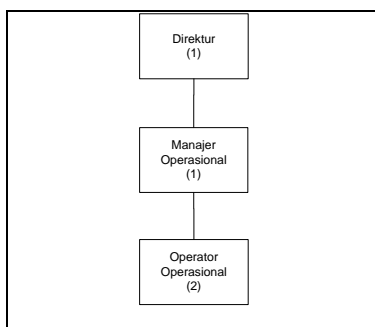 Direktur
(1)
Manajer
Operasional
(1)
Operator
Operasional
(2)